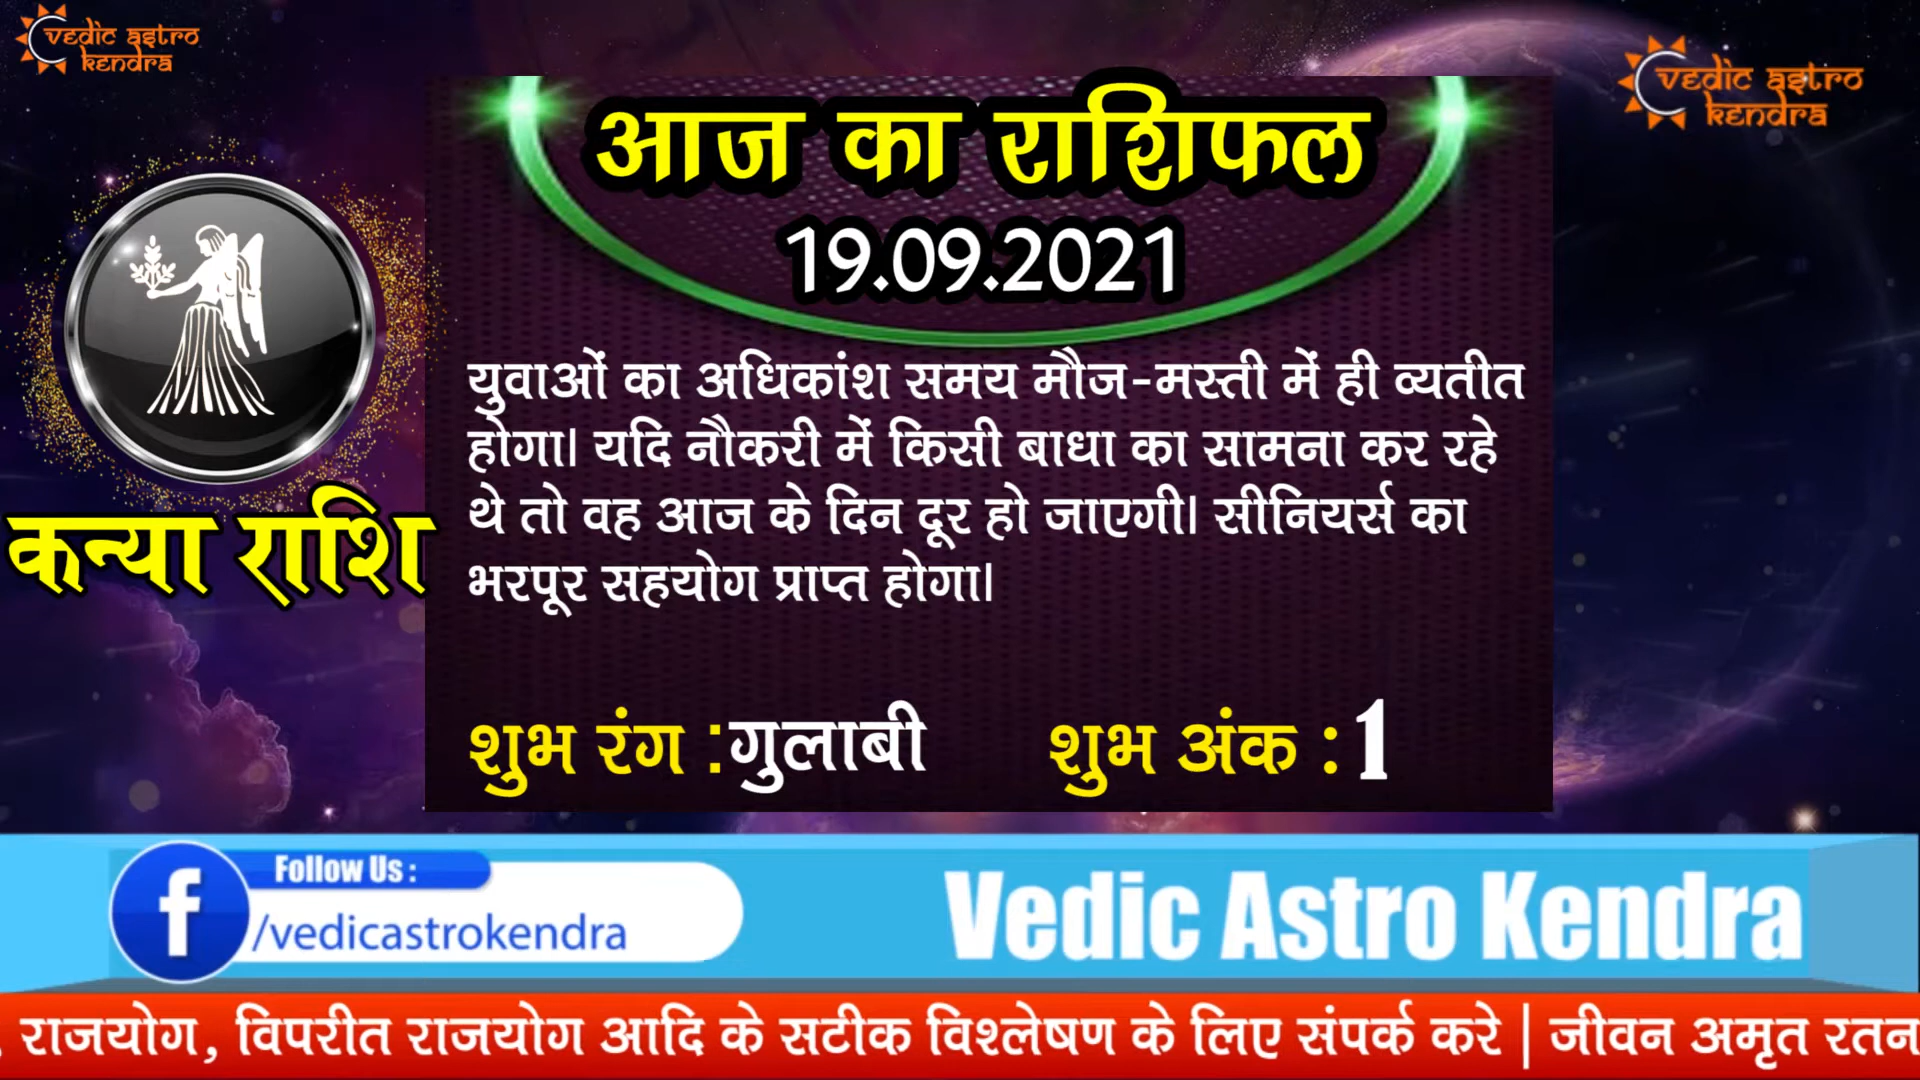 vedic astro
kendra
vedic astro
kendra
आज का राशिफल
19.09.2021
कन्या राशि
युवाओं का अधिकांश समय मौज-मस्ती में ही व्यतीत
होगा। यदि नौकरी में किसी बाधा का सामना कर रहे
थे तो वह आज के दिन दूर हो जाएगी। सीनियर्स का
भरपूर सहयोग प्राप्त होगा।
शुभ रंग :गुलाबी शुभ अंक :1
Follow Us :
/vedicastrokendra
Vedic Astro Kendra
, राजयोग, विपरीत राजयोग आदि के सटीक विश्लेषण के लिए संपर्क करे | जीवन अमृत रतन